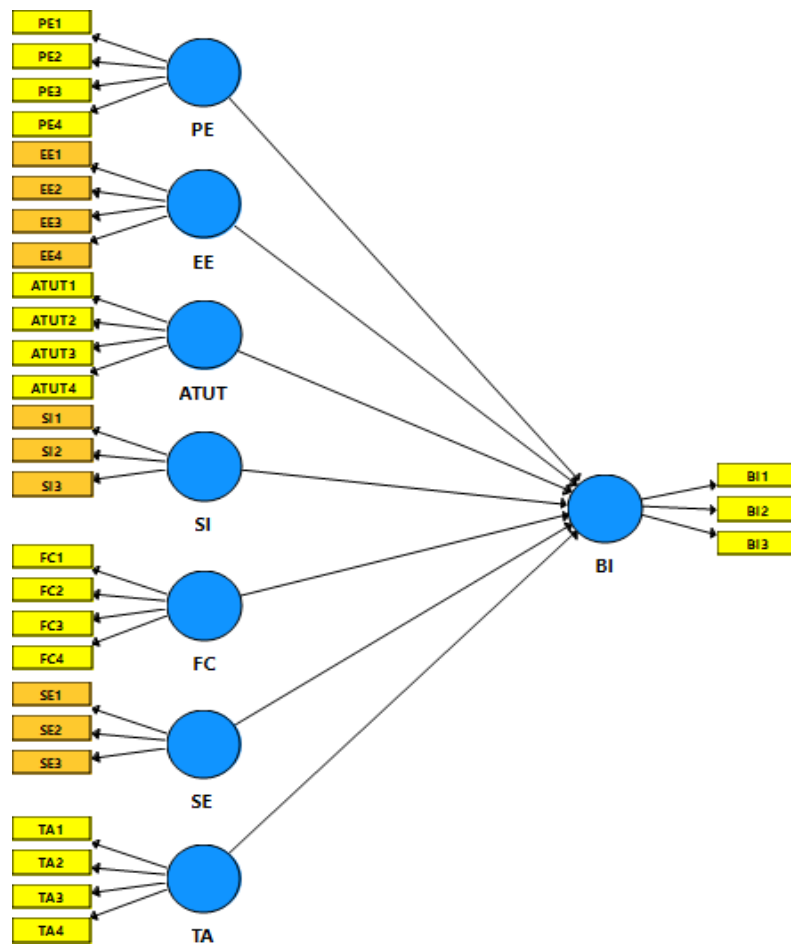 PE1
PE2
PE3
PE4
PE
EE1
EE2
EE3
EE4
EE
ATUT1
ATUT2
ATUT3
ATUT4
ATUT
SI1
SI2
SI3
SI
BI1
BI2
BI3
BI
FC1
FC2
FC3
FC4
FC
SE1
SE2
SE3
SE
TA1
TA2
TA3
TA4
TA